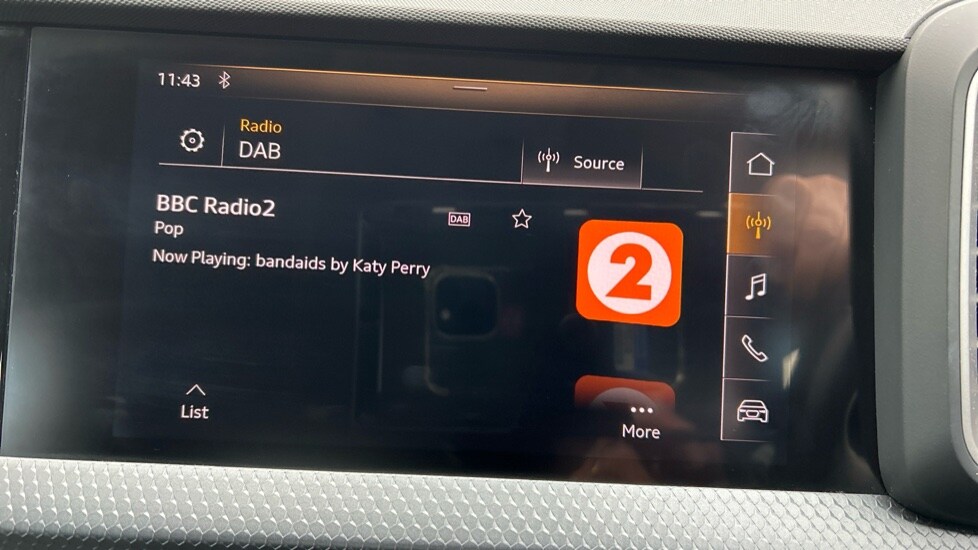 11:43
Radio
DAB
Source
BBC Radio2
DAB
Pop
Now Playing: bandaids by Katy Perry
2
List
More